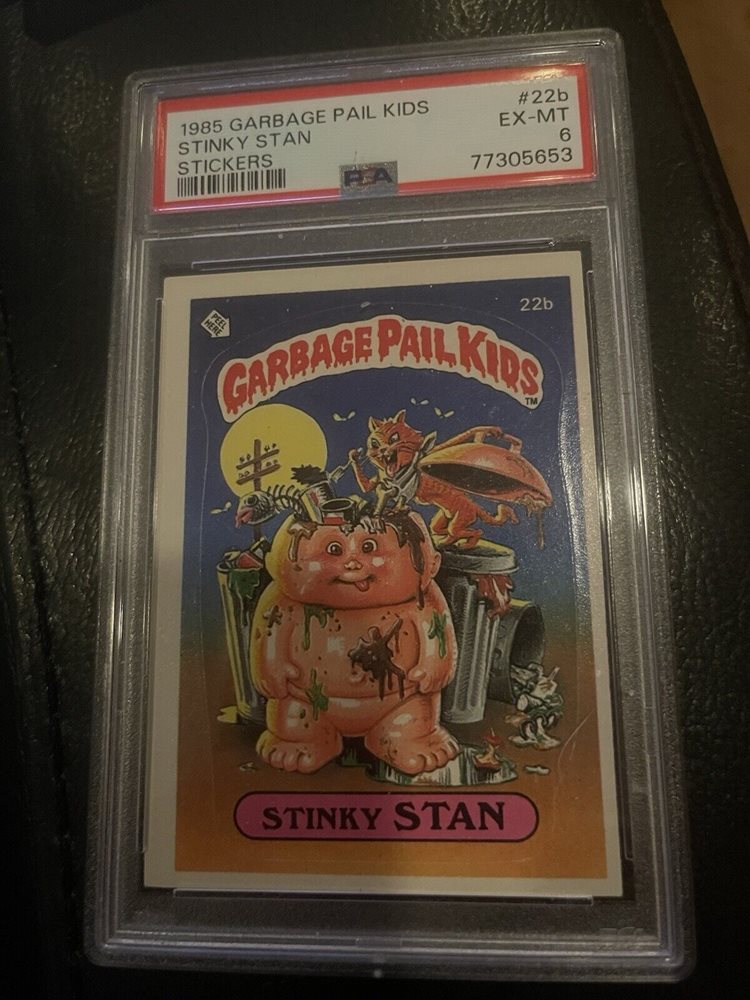 1985 GARBAGE PAIL KIDS
#22b
STINKY STAN
EX-MT
STICKERS
6
PSA
77305653
22b
PEEL HERE
GARBAGE PAIL KIDS
TM
STINKY STAN